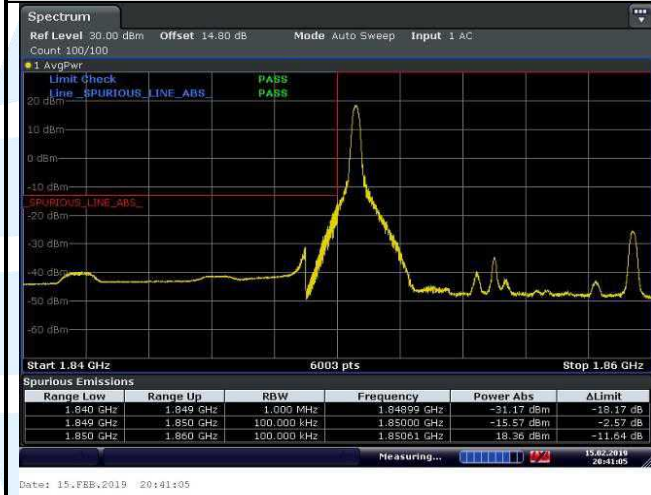 Spectrum
Ref Level 30.00 dBm Offset 14.80 dB Mode Auto Sweep Input 1 AC
Count 100/100
1 AvgPwr
Limit Check PASS
Line _SPURIOUS_LINE_ABS_ PASS
20 dBm
10 dBm
0 dBm
-10 dBm
_SPURIOUS_LINE_ABS_
-20 dBm
-30 dBm
-40 dBm
-50 dBm
-60 dBm
Start 1.84 GHz 6003 pts Stop 1.86 GHz
Spurious Emissions
Range Low Range Up RBW Frequency Power Abs ΔLimit
1.840 GHz 1.849 GHz 1.000 MHz 1.84899 GHz -31.17 dBm -18.17 dB
1.849 GHz 1.850 GHz 100.000 kHz 1.85000 GHz -15.57 dBm -2.57 dB
1.850 GHz 1.860 GHz 100.000 kHz 1.85061 GHz 18.36 dBm -11.64 dB
Measuring... 15.02.2019
20:41:05
Date: 15.FEB.2019 20:41:05